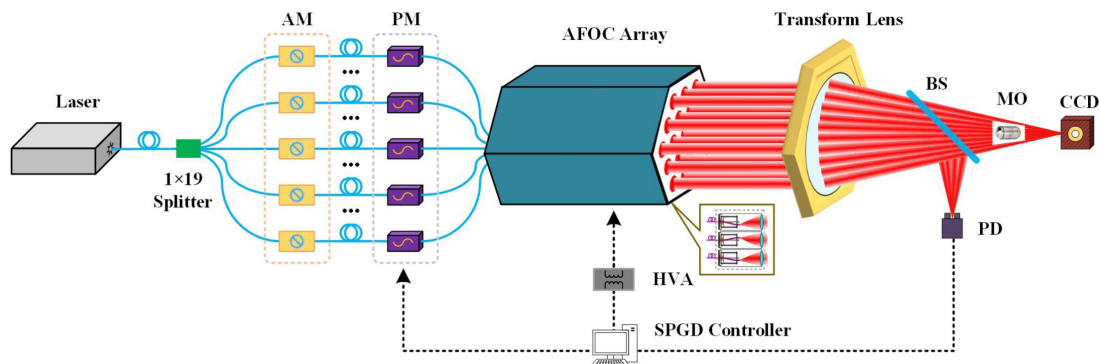 AM
PM
AFOC Array
Transform Lens
Laser
BS
MO
CCD
1×19
Splitter
...
...
...
...
PD
HVA
SPGD Controller